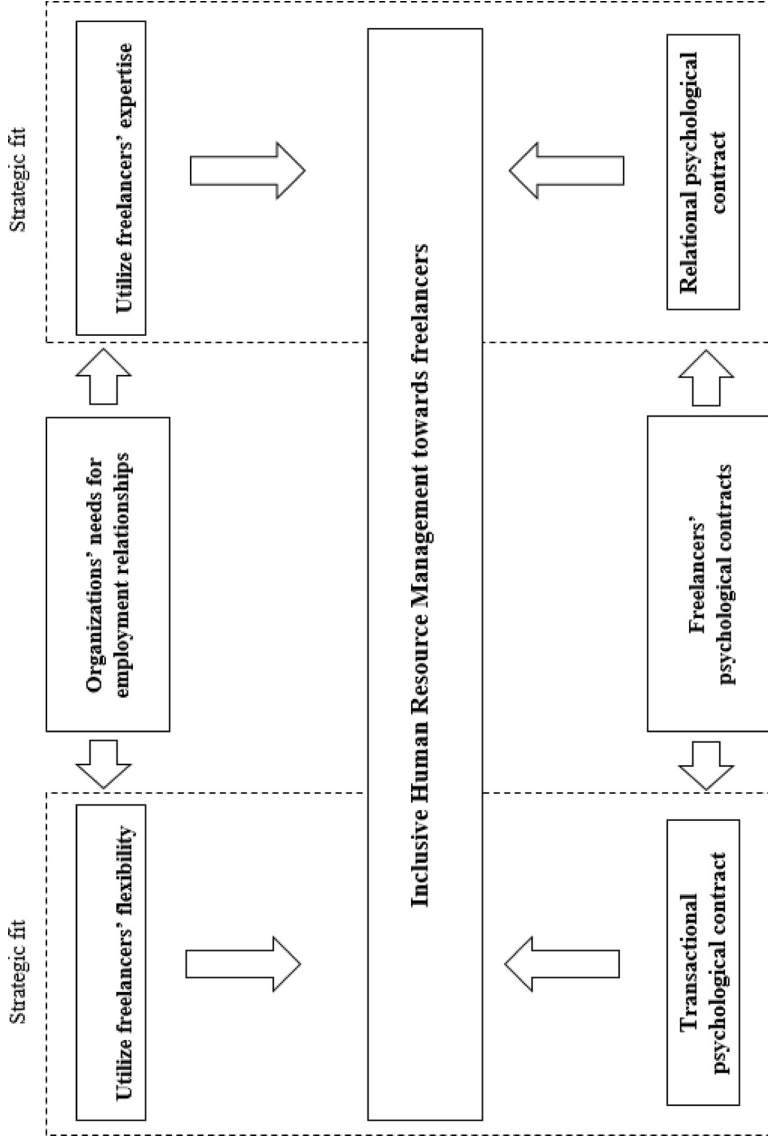 Strategic fit
Strategic fit
Utilize freelancers’ flexibility
Organizations’ needs for
employment relationships
Utilize freelancers’ expertise
Inclusive Human Resource Management towards freelancers
Transactional
psychological contract
Freelancers’
psychological contracts
Relational psychological
contract